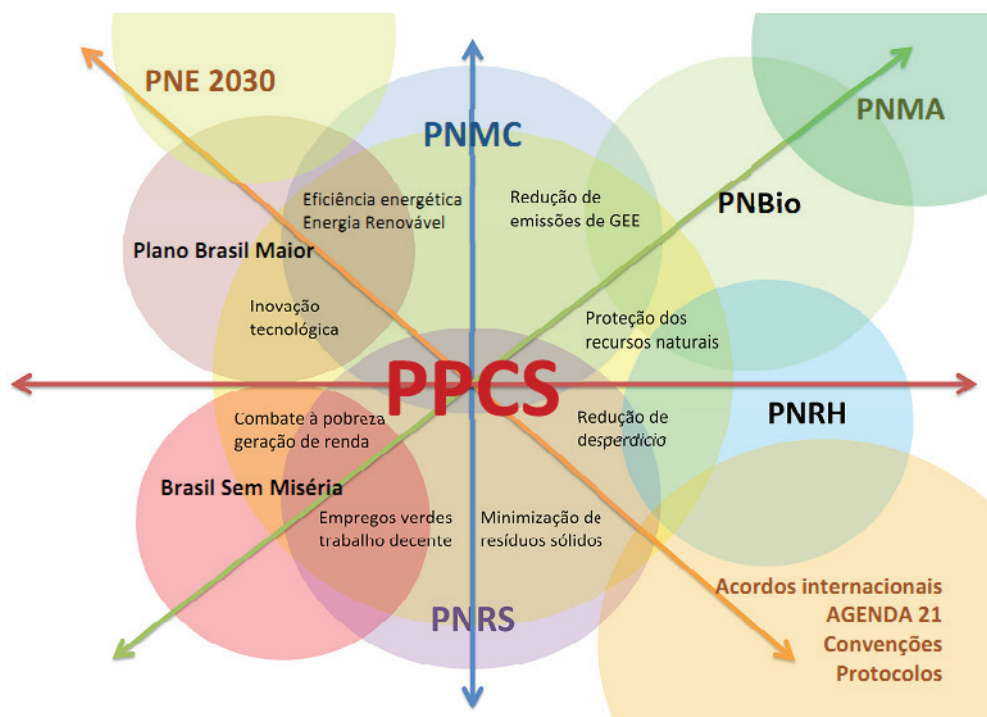 PNE 2030
PNMC
PNMA
Eficiência energética
Energia Renovável
Redução de
emissões de GEE
PNBio
Plano Brasil Maior
Inovação
tecnológica
Proteção dos
recursos naturais
PPCS
Combate à pobreza
geração de renda
Redução de
desperdício
PNRH
Brasil Sem Miséria
Empregos verdes
trabalho decente
Minimização de
resíduos sólidos
PNRS
Acordos internacionais
AGENDA 21
Convenções
Protocolos